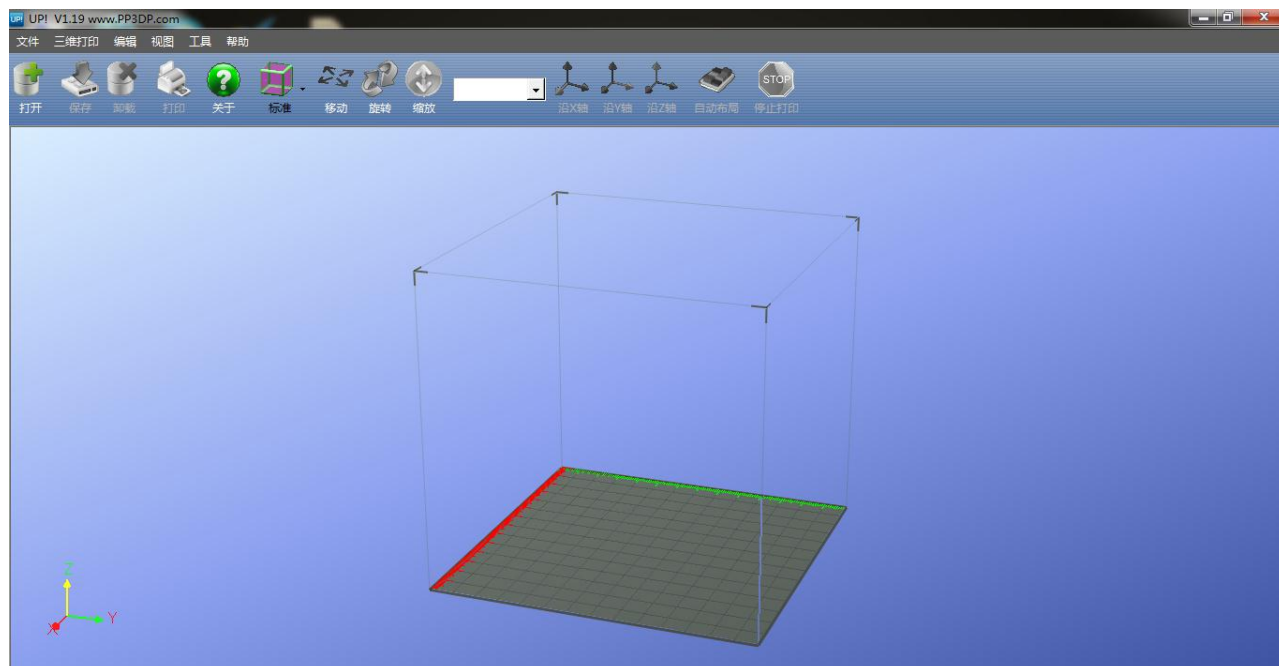 UP! UP! V1.19 www.PP3DP.com
文件 三维打印 编辑 视图 工具 帮助
打开 保存 卸载 打印 关于 标准 移动 旋转 缩放 沿X轴 沿Y轴 沿Z轴 自动布局 停止打印
STOP
Z
X Y